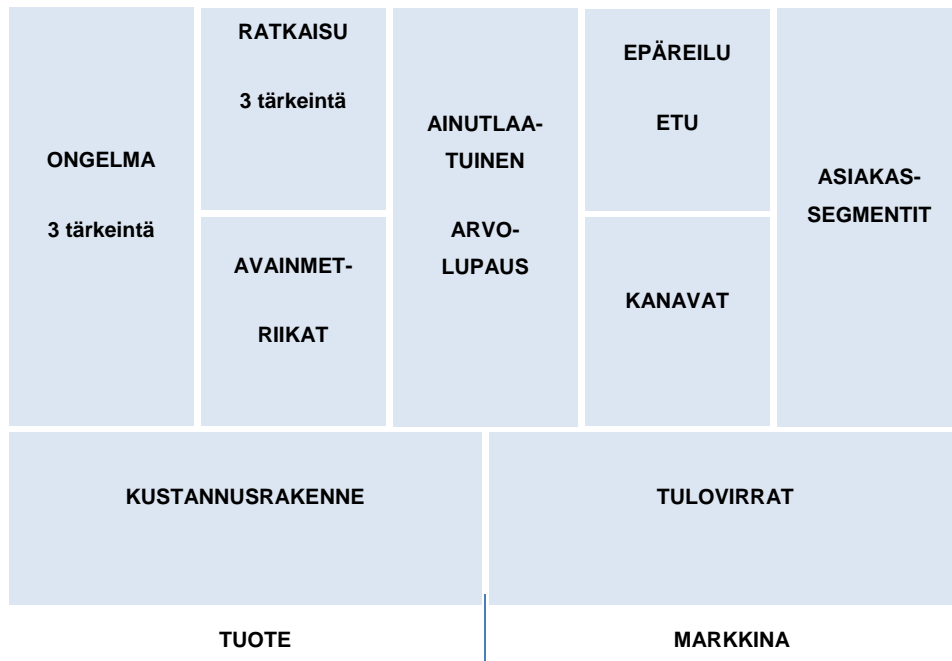 ONGELMA
3 tärkeintä
RATKAISU
3 tärkeintä
AVAINMET-
RIIKAT
AINUTLAA-
TUINEN
ARVO-
LUPAUS
EPÄREILU
ETU
KANAVAT
ASIAKAS-
SEGMENTIT
KUSTANNUSRAKENNE
TULOVIRRAT
TUOTE
MARKKINA